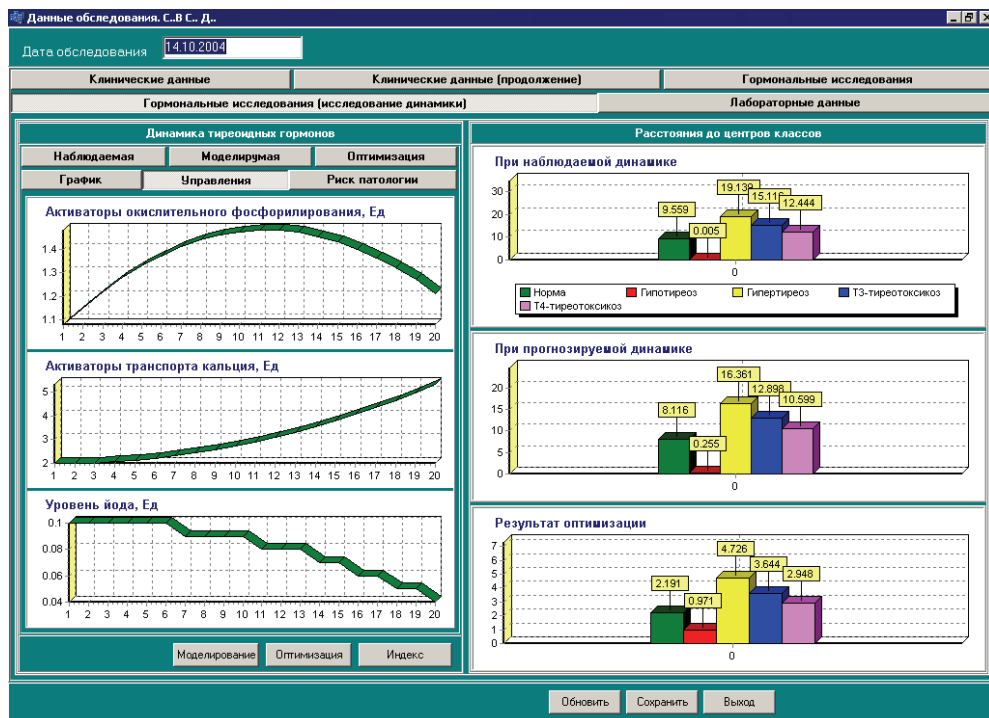 Данные обследования. С..В С.. Д..
Дата обследования 14.10.2004
Клинические данные Клинические данные (продолжение) Гормональные исследования
Гормональные исследования (исследование динамики) Лабораторные данные
Динамика тиреоидных гормонов
Наблюдаемая Моделирумая Оптимизация
График Управления Риск патологии
Активаторы окислительного фосфорилирования, Ед
1.4
1.3
1.2
1.1
1 2 3 4 5 6 7 8 9 10 11 12 13 14 15 16 17 18 19 20
Активаторы транспорта кальция, Ед
5
4
3
2
1 2 3 4 5 6 7 8 9 10 11 12 13 14 15 16 17 18 19 20
Уровень йода, Ед
0.1
0.08
0.06
0.04
1 2 3 4 5 6 7 8 9 10 11 12 13 14 15 16 17 18 19 20
Моделирование Оптимизация Индекс
Расстояния до центров классов
При наблюдаемой динамике
30
20
10
0
9.559 0.005 19.139 15.116 12.444
0
Норма Гипотиреоз Гипертиреоз Т3-тиреотоксикоз
Т4-тиреотоксикоз
При прогнозируемой динамике
20
15
10
5
0
8.116 0.255 16.361 12.898 10.599
0
Результат оптимизации
7
6
5
4
3
2
1
0
2.191 0.971 4.726 3.644 2.948
0
Обновить Сохранить Выход